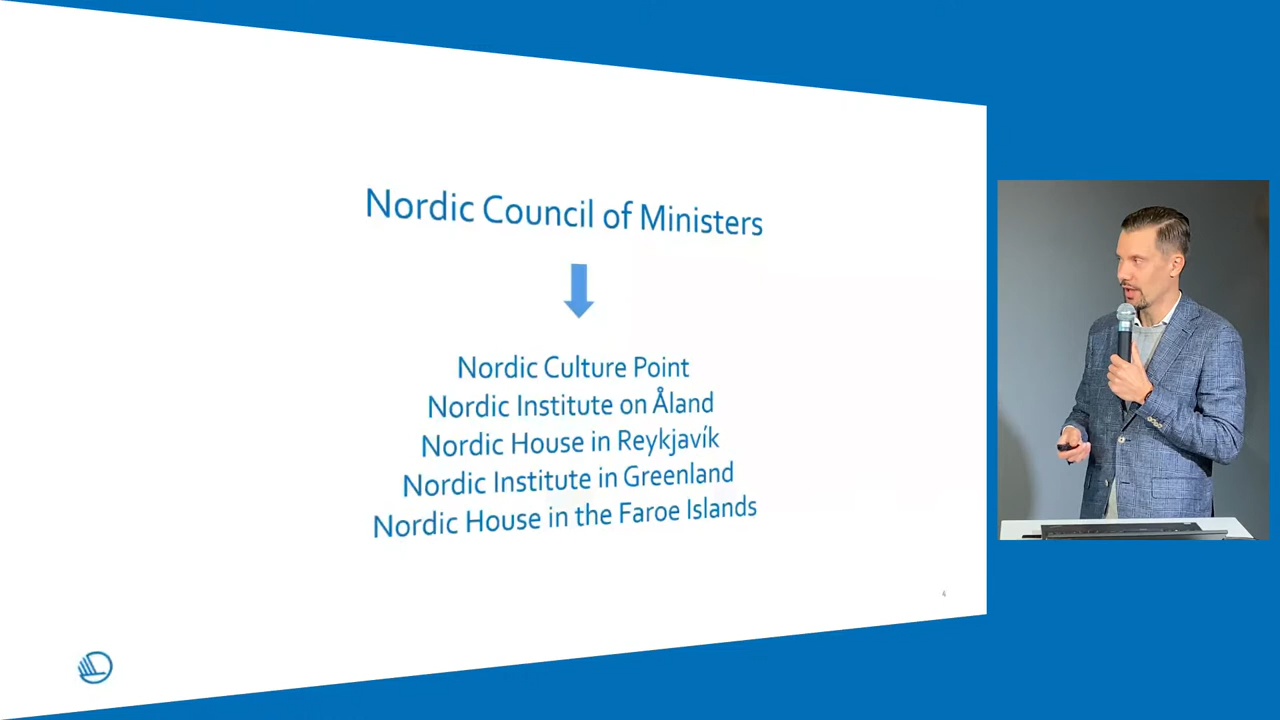 Nordic Council of Ministers
Nordic Culture Point
Nordic Institute on Åland
Nordic House in Reykjavík
Nordic Institute in Greenland
Nordic House in the Faroe Islands
4